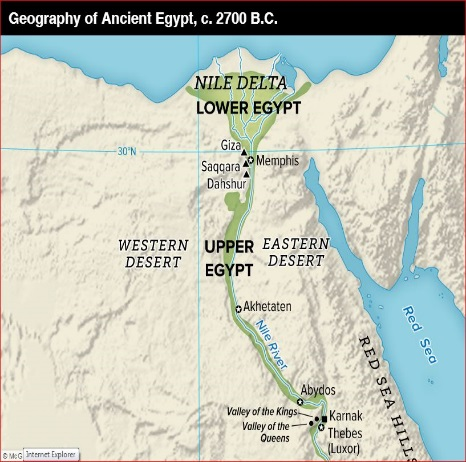 Geography of Ancient Egypt, c. 2700 B.C.
NILE DELTA
LOWER EGYPT
30°N
Giza
Memphis
Saqqara
Dahshur
WESTERN
DESERT
UPPER
EGYPT
EASTERN
DESERT
Akhetaten
Nile River
Red Sea
RED SEA HILLS
Abydos
Valley of the Kings
Karnak
Valley of the
Queens
Thebes
(Luxor)
© McG
Internet Explorer